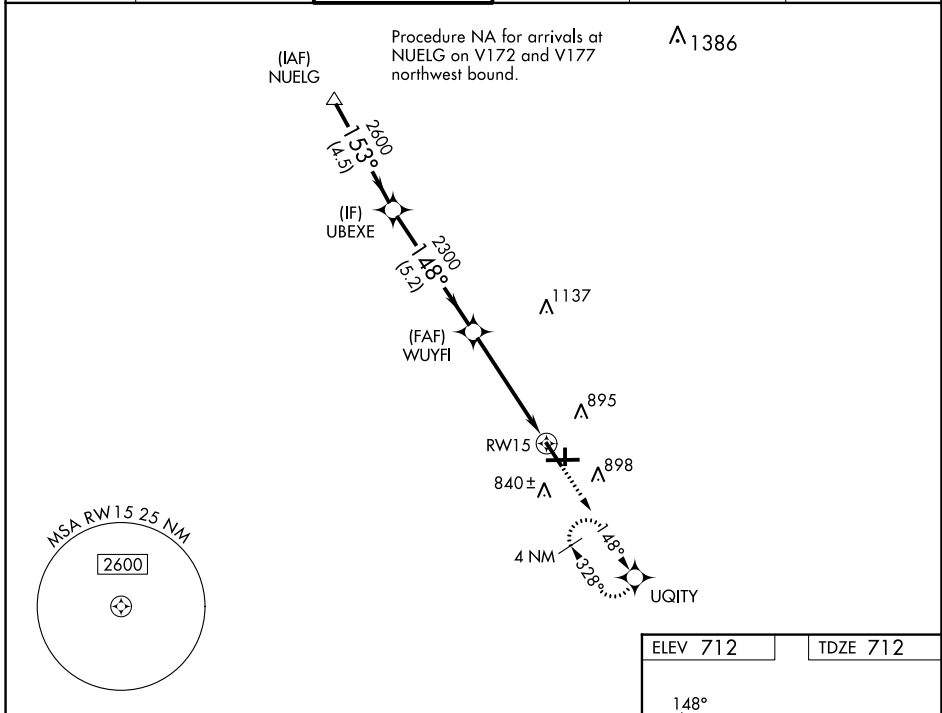 Procedure NA for arrivals at
NUELG on V172 and V177
northwest bound.
1386
(IAF)
NUELG
2600
153°
(4.5)
(IF)
UBEXE
2300
148°
(5.2)
1137
(FAF)
WUYFI
895
RW15
898
840±
MSA RW15 25 NM
2600
4 NM
148°
328°
UQITY
ELEV 712
TDZE 712
148°